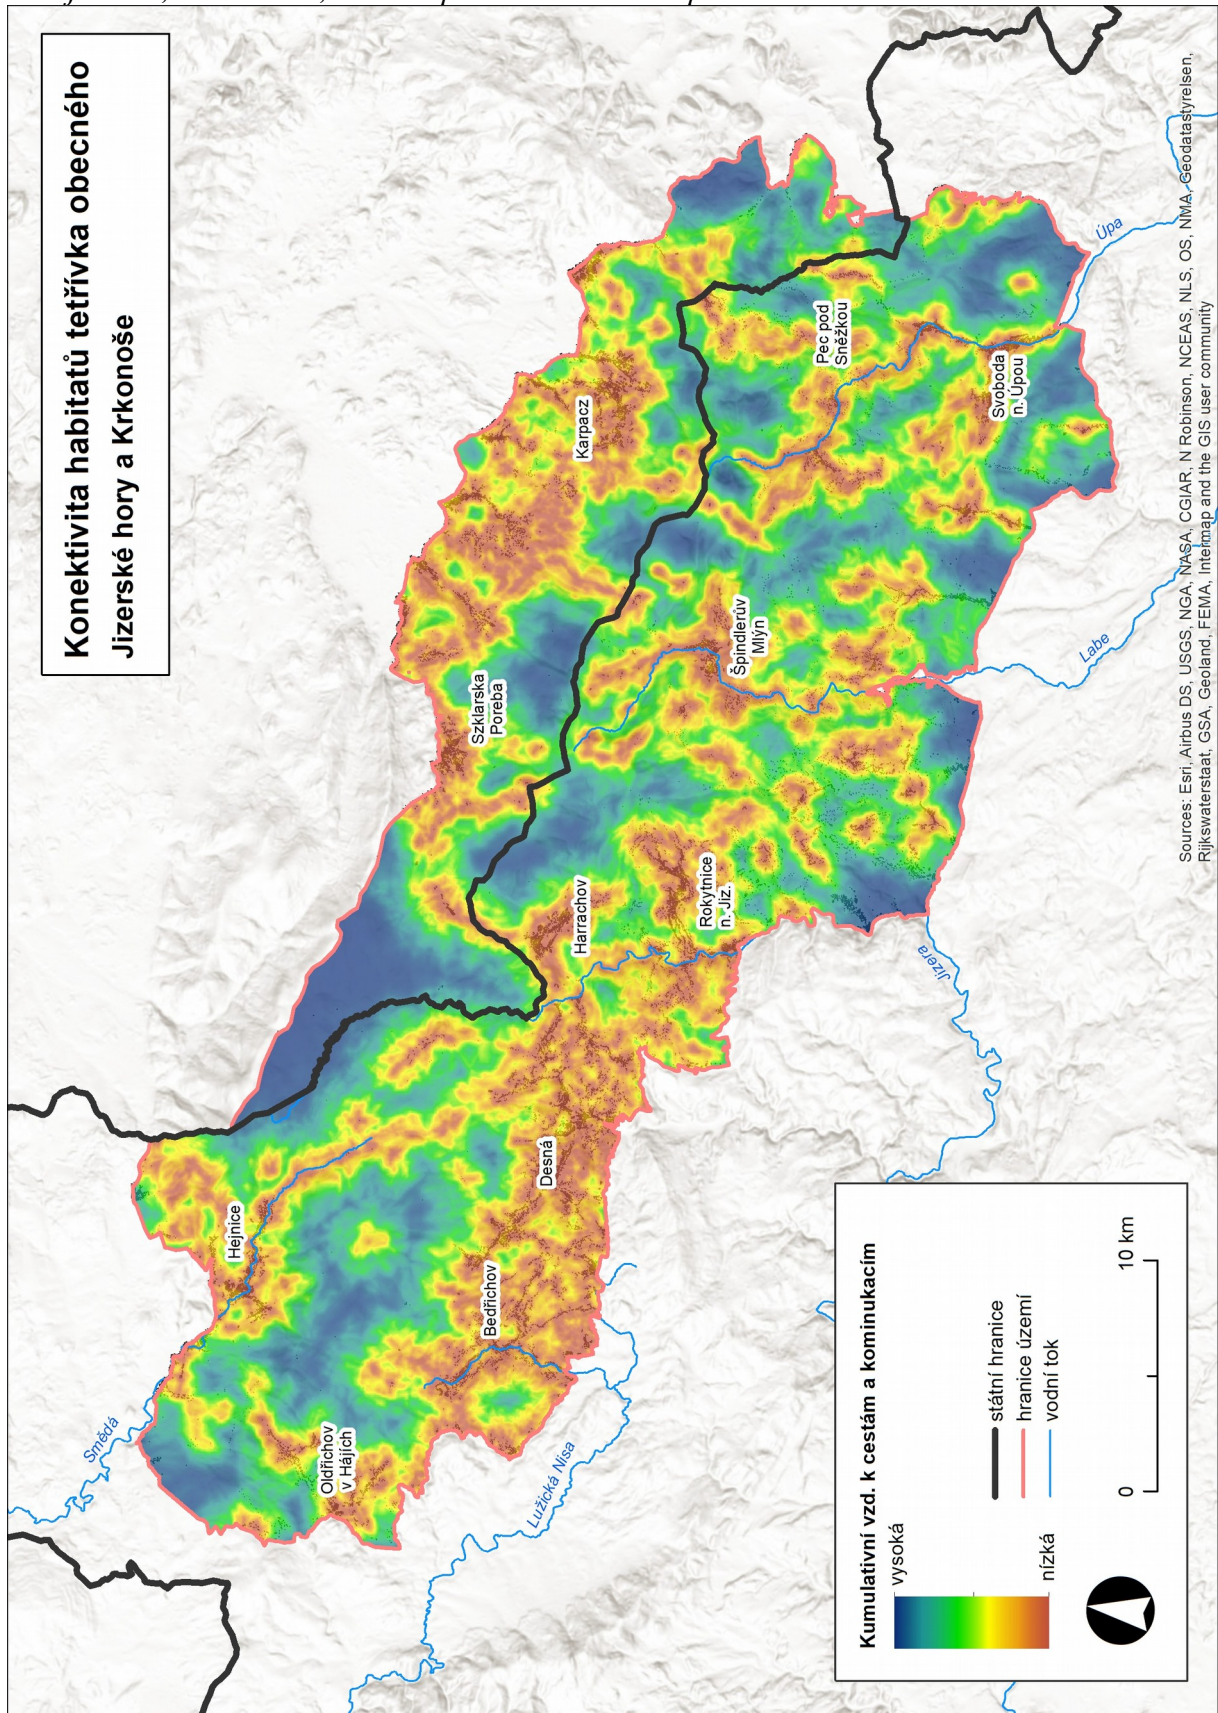 Konektivita habitatů tetřívka obecného
Jizerské hory a Krkonoše
Smědá
Hejnice
Oldřichov
v Hájích
Bedřichov
Lužická Nisa
Desná
Harrachov
Szklarska
Poreba
Rokytnice
n. Jiz.
Jizera
Špindlerův
Mlýn
Labe
Karpacz
Pec pod
Sněžkou
Svoboda
n. Úpou
Úpa
Kumulativní vzd. k cestám a kominukacím
vysoká
nízká
státní hranice
hranice území
vodní tok
0
10 km
Sources: Esri, Airbus DS, USGS, NGA, NASA, CGIAR, N Robinson, NCEAS, NLS, OS, NMA, Geodatastyrelsen,
Rijkswaterstaat, GSA, Geoland, FEMA, Intermap and the GIS user community